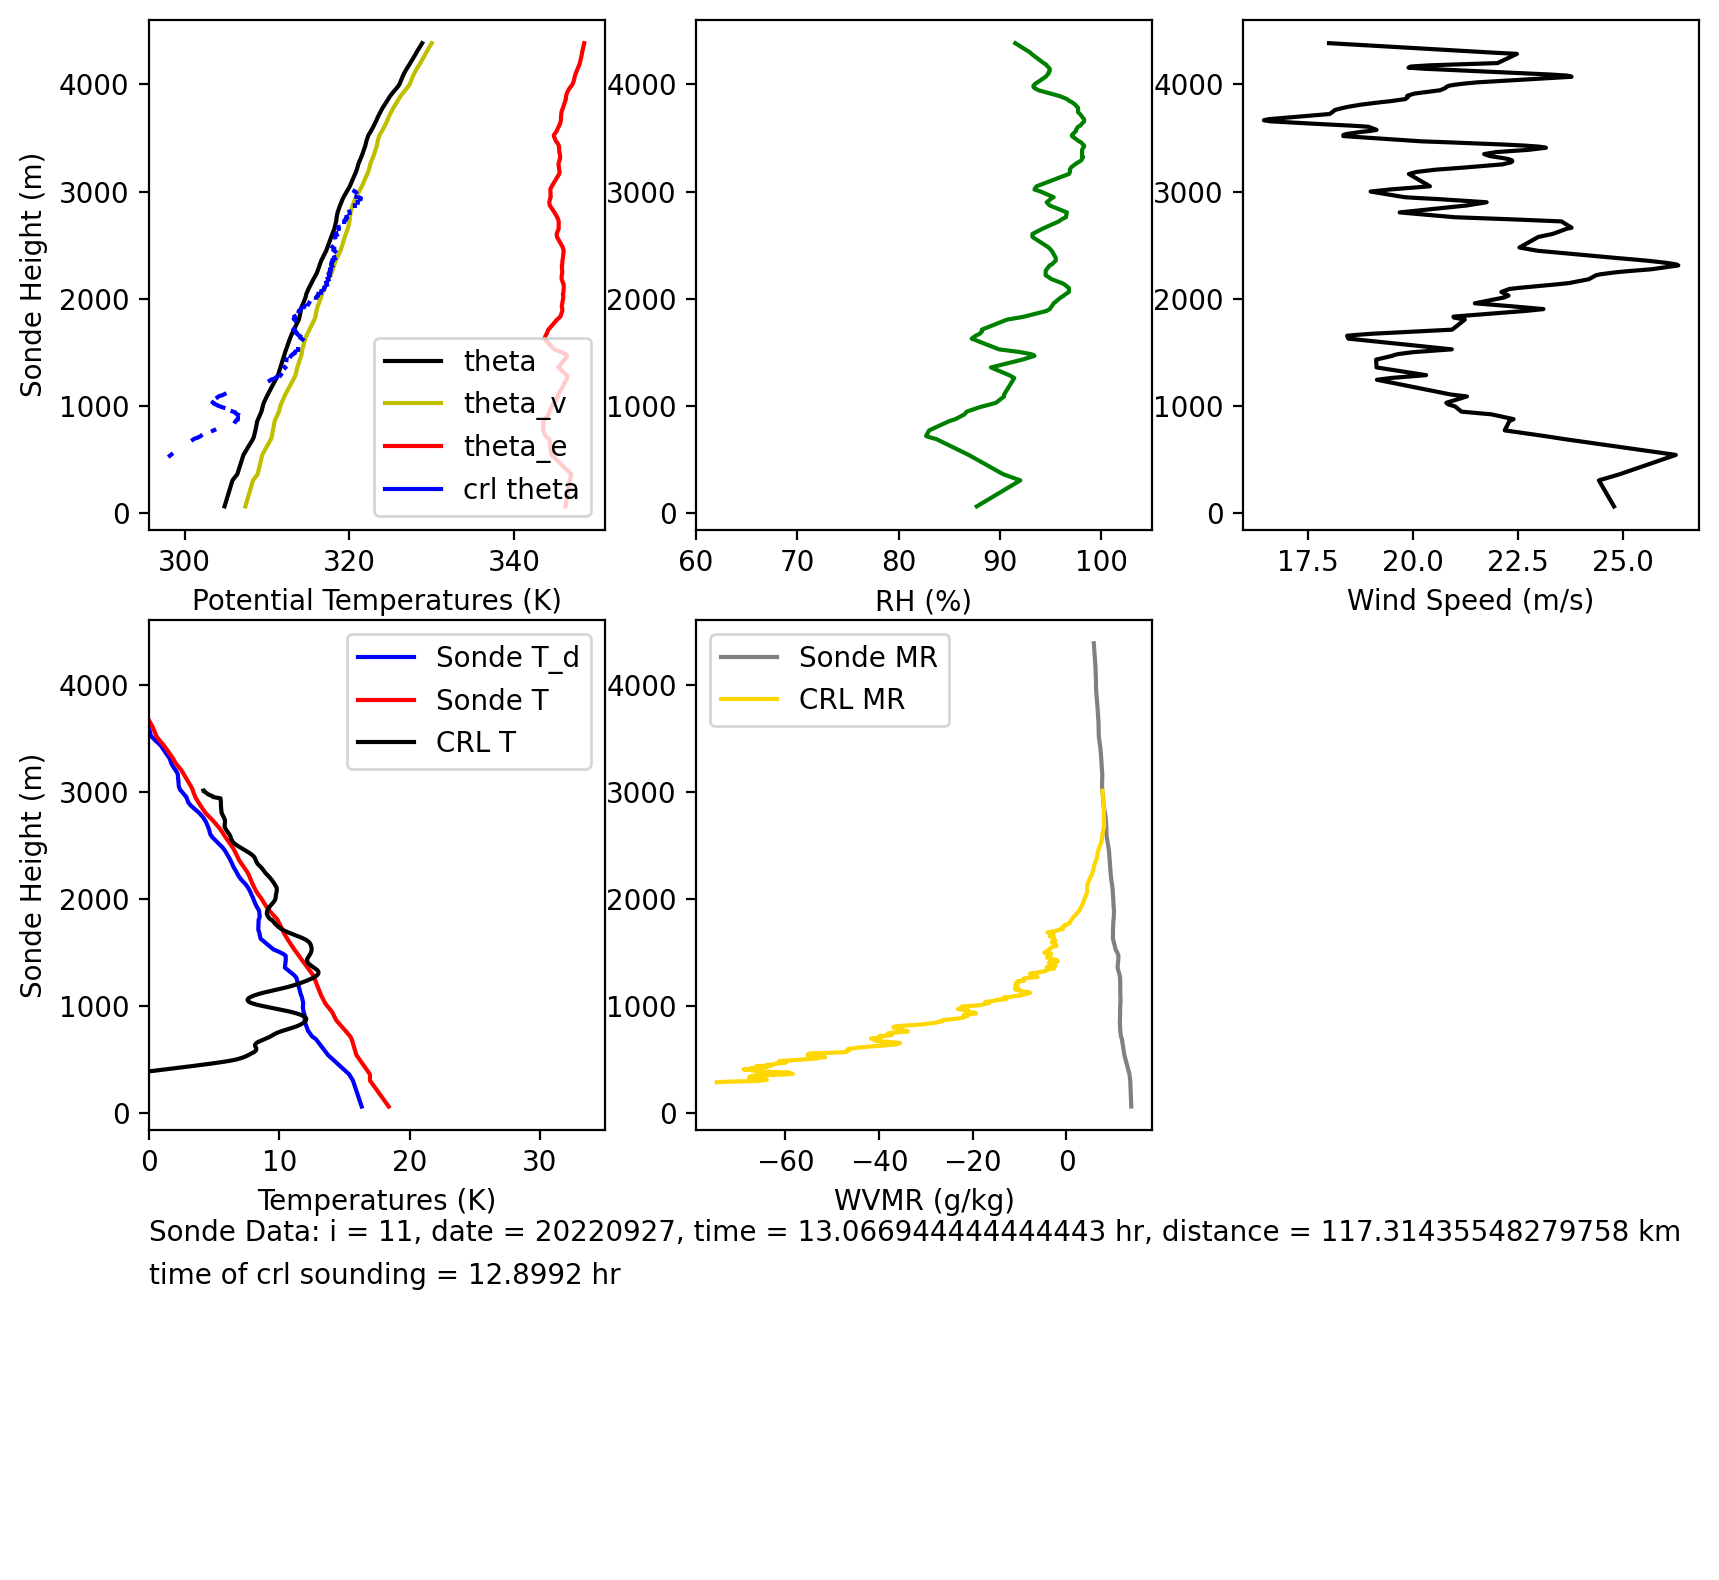 Sonde Height (m)
4000
3000
2000
1000
0
theta
theta_v
theta_e
crl theta
300
320
340
Potential Temperatures (K)
4000
3000
2000
1000
0
60
70
80
90
100
RH (%)
4000
3000
2000
1000
0
17.5
20.0
22.5
25.0
Wind Speed (m/s)
Sonde Height (m)
4000
3000
2000
1000
0
Sonde T_d
Sonde T
CRL T
0
10
20
30
Temperatures (K)
4000
3000
2000
1000
0
Sonde MR
CRL MR
−60
−40
−20
0
WVMR (g/kg)
Sonde Data: i = 11, date = 20220927, time = 13.066944444444443 hr, distance = 117.31435548279758 km
time of crl sounding = 12.8992 hr